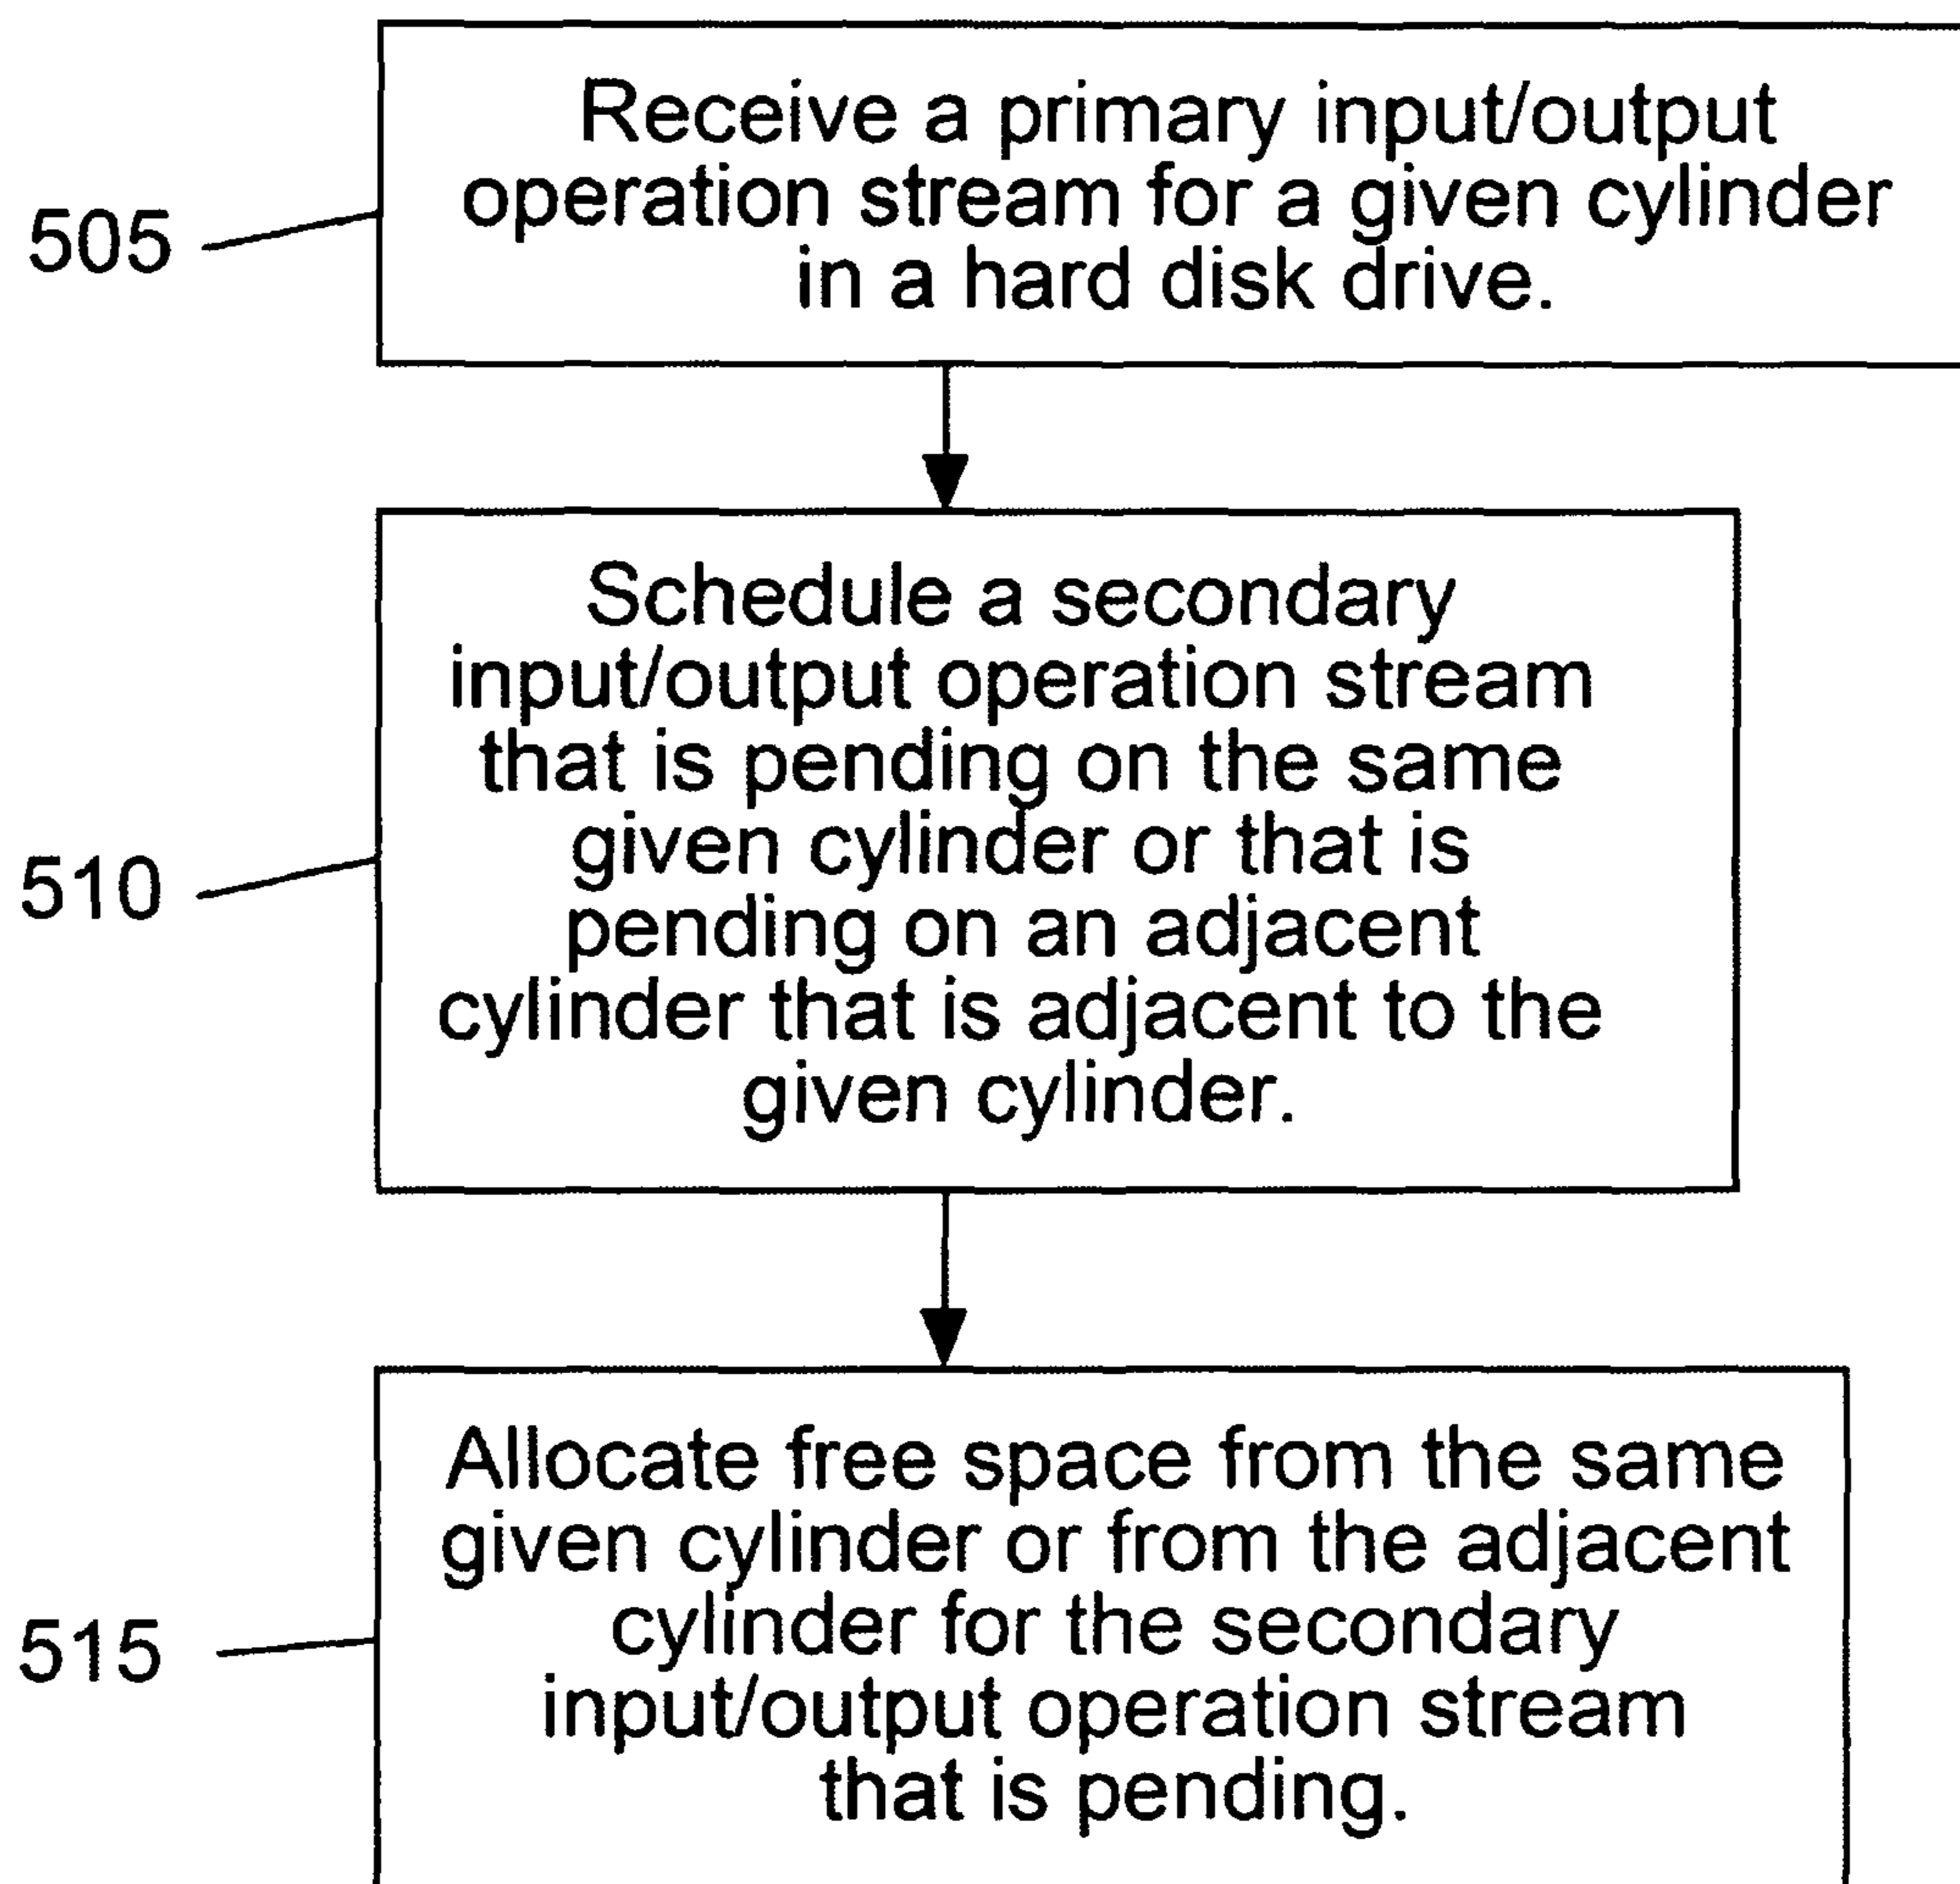 Receive a primary input/output
operation stream for a given cylinder
in a hard disk drive.
505
Schedule a secondary
input/output operation stream
that is pending on the same
given cylinder or that is
pending on an adjacent
cylinder that is adjacent to the
given cylinder.
510
Allocate free space from the same
given cylinder or from the adjacent
cylinder for the secondary
input/output operation stream
that is pending.
515